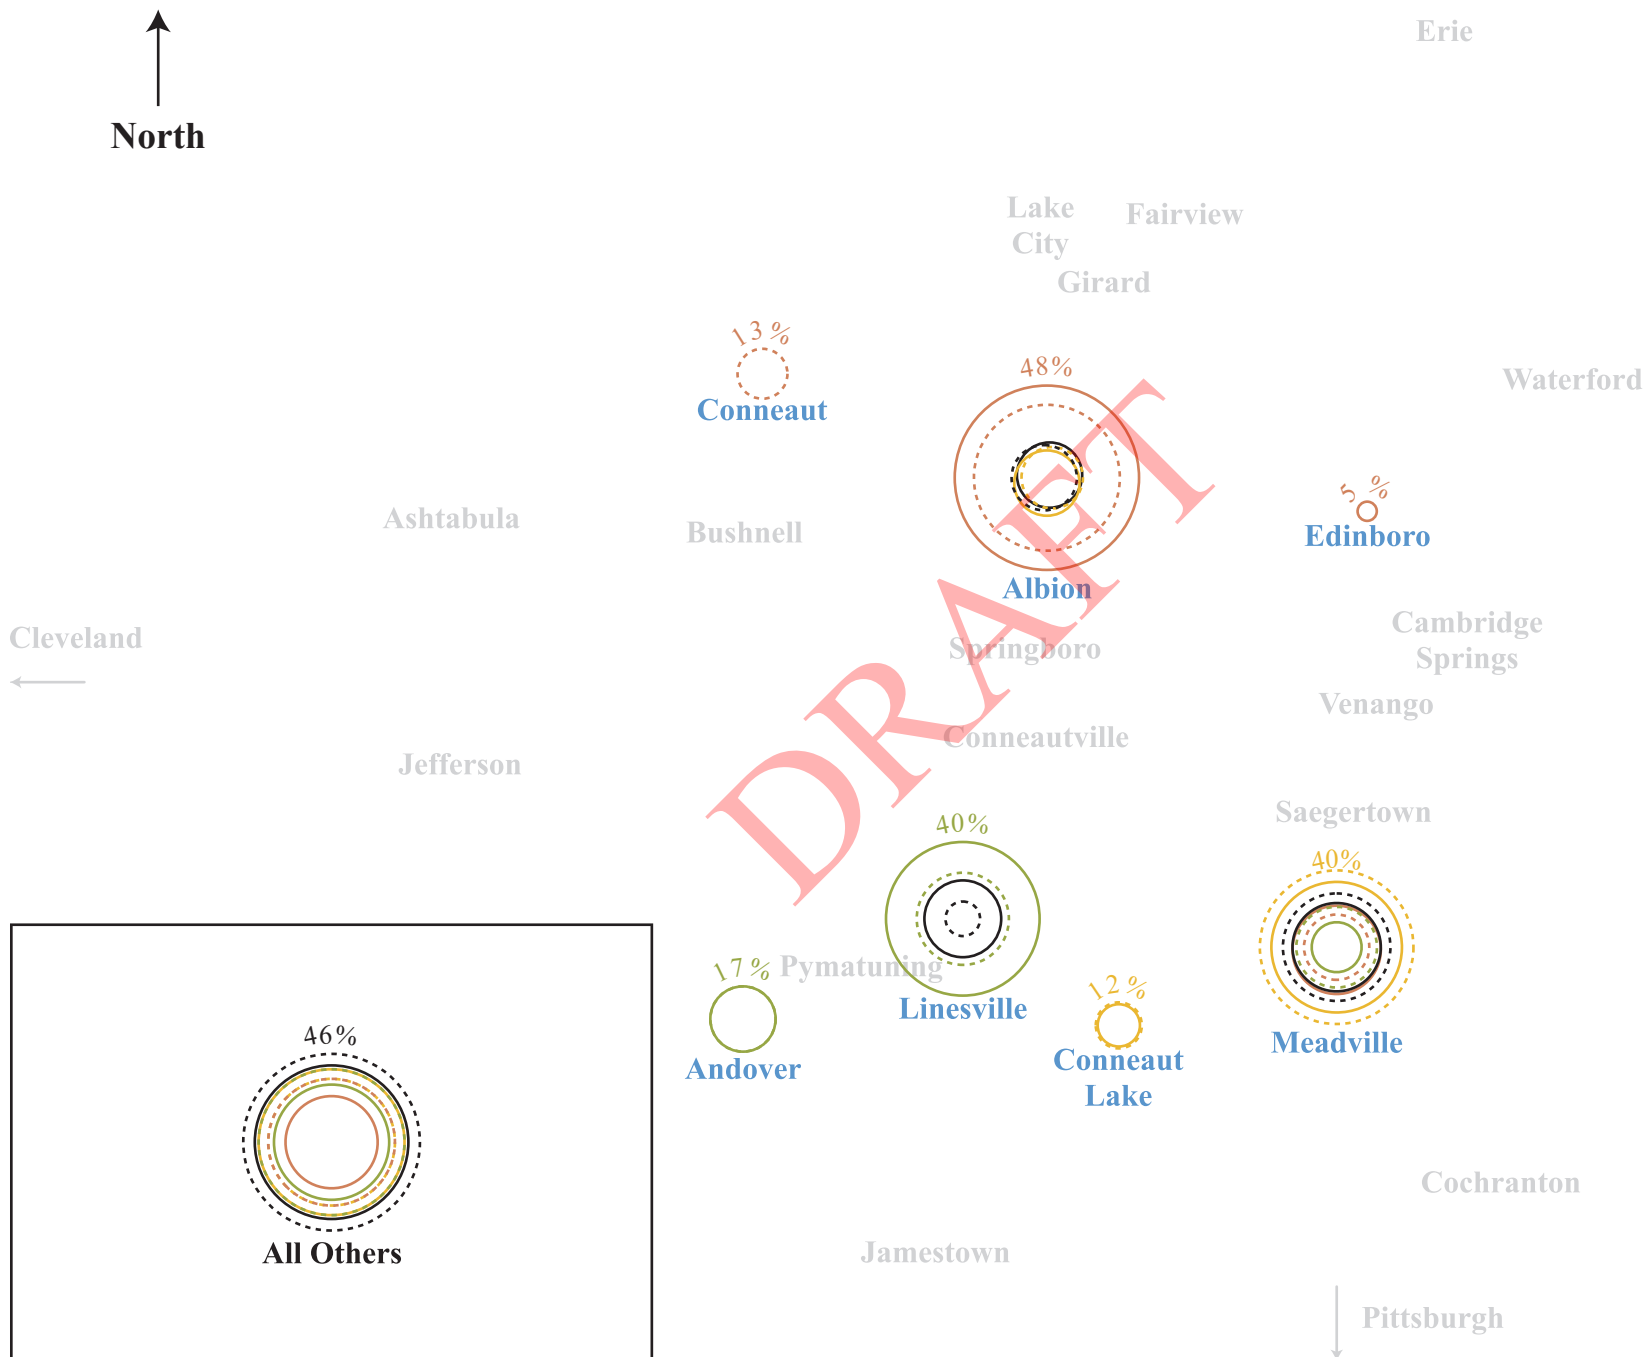 Erie
North
Lake
City
Fairview
Girard
13%
Conneaut
48%
Waterford
Albion
5%
Edinboro
Ashtabula
Bushnell
Cleveland
Springboro
Cambridge
Springs
Venango
Conneautville
Jefferson
DRAFT
Saegertown
40%
Linesville
40%
Meadville
Pymatuning
17%
Andover
12%
Conneaut
Lake
46%
All Others
Cochranton
Jamestown
Pittsburgh